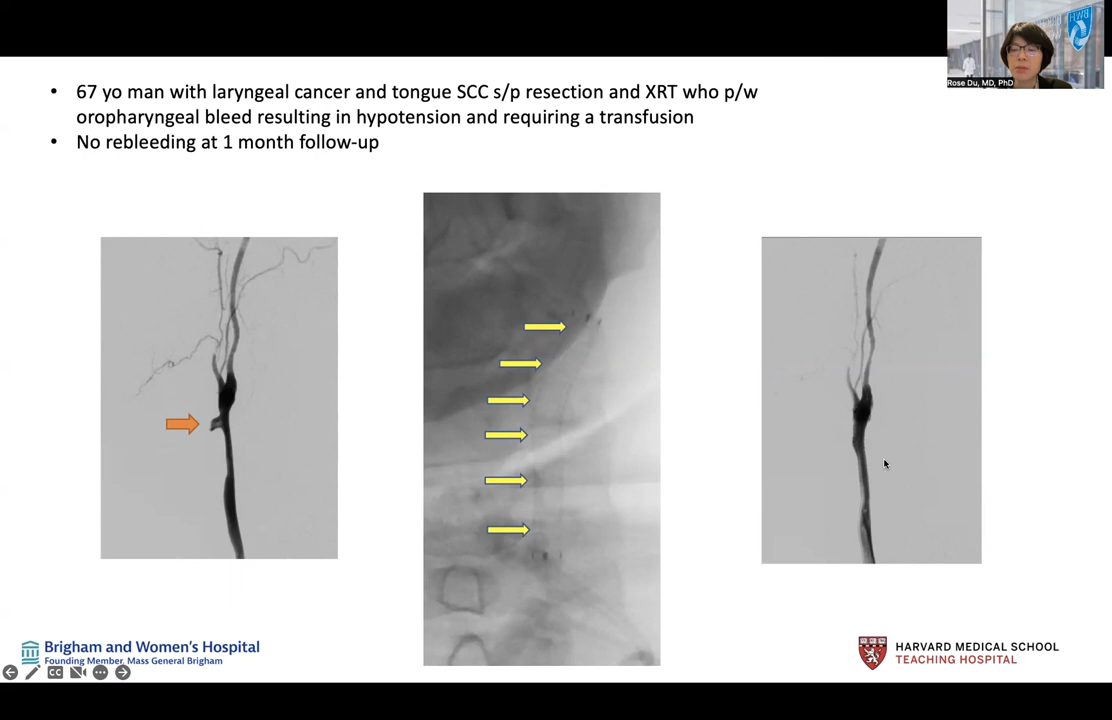 Rose Du, MD, PhD
• 67 yo man with laryngeal cancer and tongue SCC s/p resection and XRT who p/w
oropharyngeal bleed resulting in hypotension and requiring a transfusion
• No rebleeding at 1 month follow-up
Brigham and Women's Hospital
Founding Member, Mass General Brigham
HARVARD MEDICAL SCHOOL
TEACHING HOSPITAL
CC